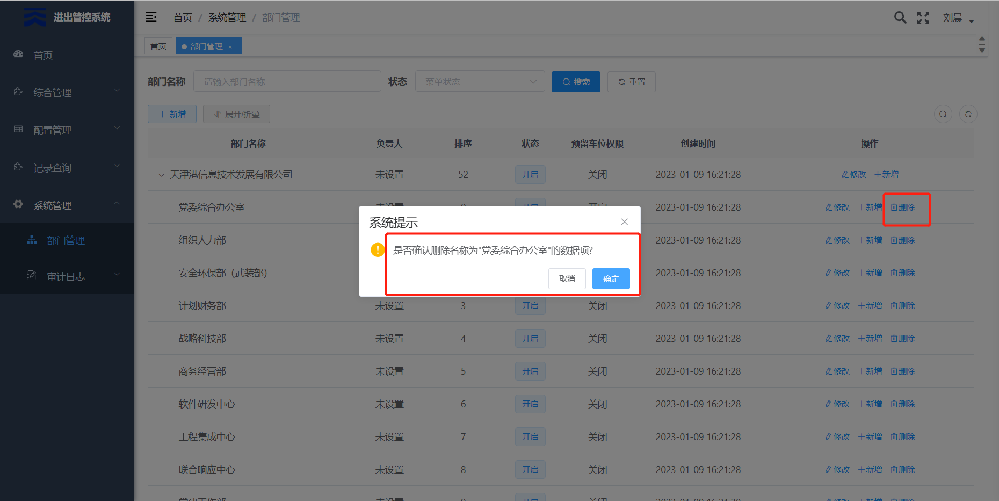 进出管控系统
首页 / 系统管理 / 部门管理
刘晨
首页
部门管理 ×
首页
综合管理
配置管理
记录查询
系统管理
部门管理
审计日志
部门名称 请输入部门名称 状态 菜单状态 搜索 重置
新增 展开/折叠
部门名称 负责人 排序 状态 预留车位权限 创建时间 操作
天津港信息技术发展有限公司 未设置 52 开启 关闭 2023-01-09 16:21:28 修改 新增
党委综合办公室 2023-01-09 16:21:28 修改 新增 删除
组织人力部 2023-01-09 16:21:28 修改 新增 删除
安全环保部（武装部） 2023-01-09 16:21:28 修改 新增 删除
计划财务部 未设置 3 开启 关闭 2023-01-09 16:21:28 修改 新增 删除
战略科技部 未设置 4 开启 关闭 2023-01-09 16:21:28 修改 新增 删除
商务经营部 未设置 5 开启 关闭 2023-01-09 16:21:28 修改 新增 删除
软件研发中心 未设置 6 开启 关闭 2023-01-09 16:21:28 修改 新增 删除
工程集成中心 未设置 7 开启 关闭 2023-01-09 16:21:28 修改 新增 删除
联合响应中心 未设置 8 开启 关闭 2023-01-09 16:21:28 修改 新增 删除
系统提示
是否确认删除名称为"党委综合办公室"的数据项?
取消 确定